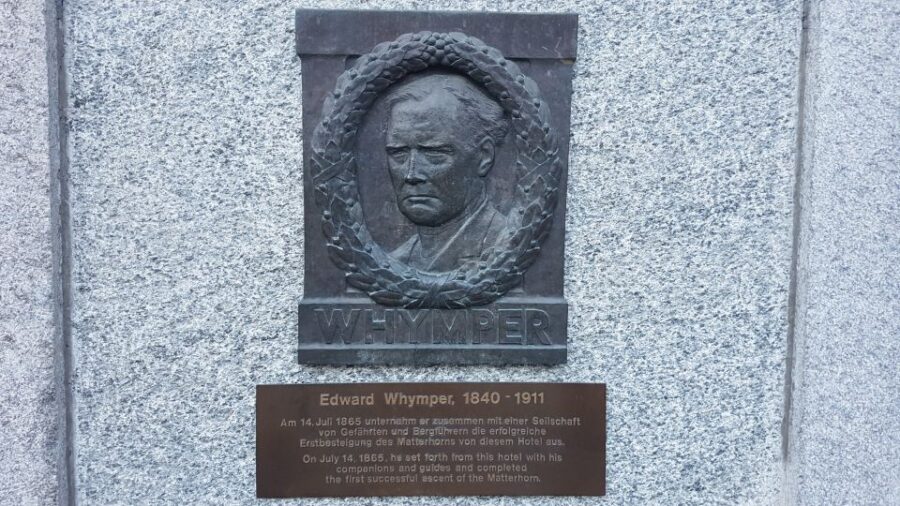 WHYMPER
Edward Whymper, 1840 - 1911
Am 14. Juli 1865 unternahm er zusammen mit einer Seilschaft
von Gefährten und Bergführern die erfolgreiche
Erstbesteigung des Matterhorns von diesem Hotel aus.
On July 14, 1865, he set forth from this hotel with his
companions and guides and completed
the first successful ascent of the Matterhorn.